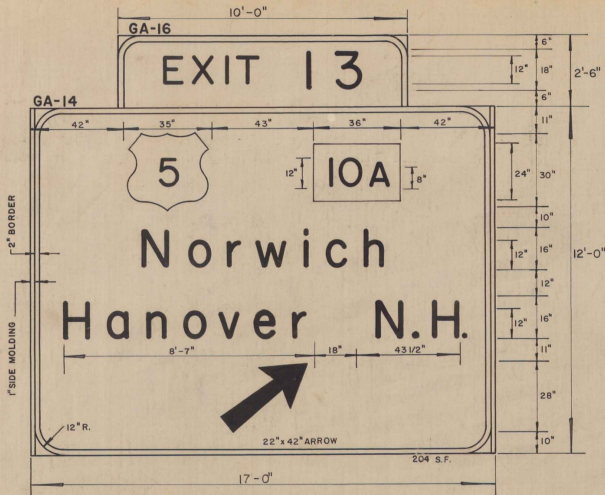 10'-0"
GA-16
EXIT 13
6"
12"
18"
6"
2'-6"
GA-14
42" 35" 43" 36" 42"
11"
5
12"
10A
8"
24"
30"
10"
Norwich
12"
16"
12'-0"
12"
Hanover N.H.
12"
16"
8'-7" 18" 43 1/2"
11"
2" BORDER
1" SIDE MOLDING
28"
12" R.
22" x 42" ARROW
10"
204 S.F.
17'-0"